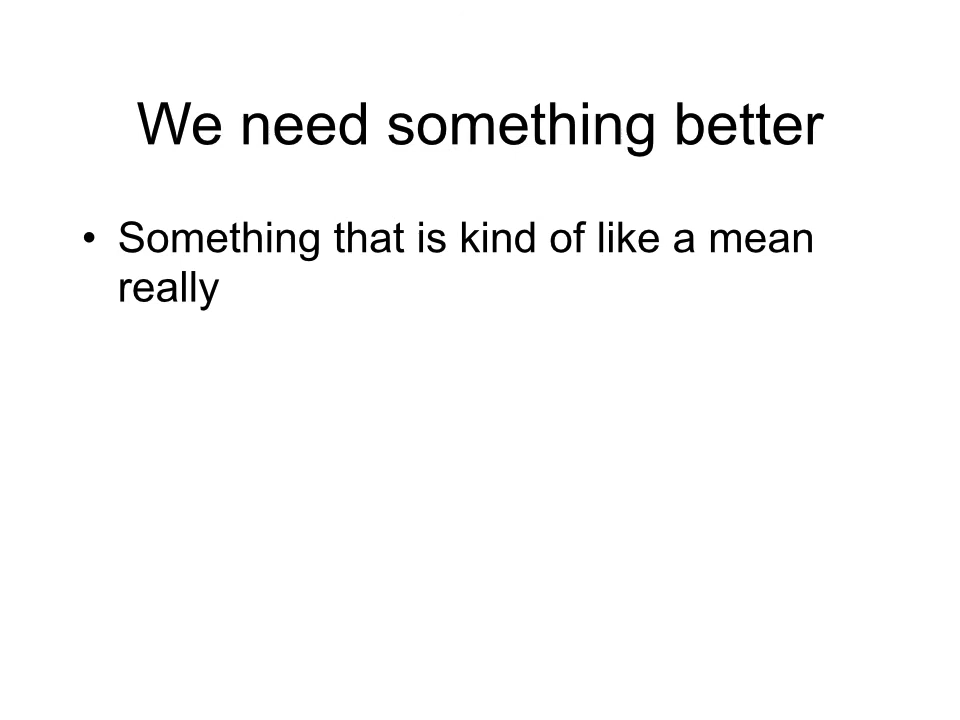 We need something better
• Something that is kind of like a mean
really